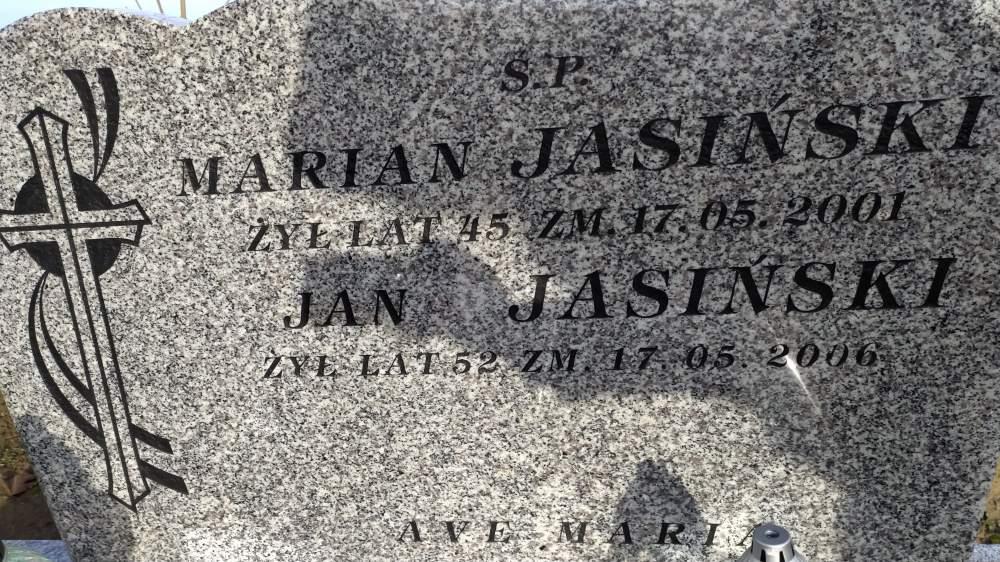 Ś.P.
MARIAN JASIŃSKI
ŻYŁ LAT 45 ZM. 17. 05. 2001
JAN JASIŃSKI
ŻYŁ LAT 52 ZM. 17. 05. 2006
AVE MARIA